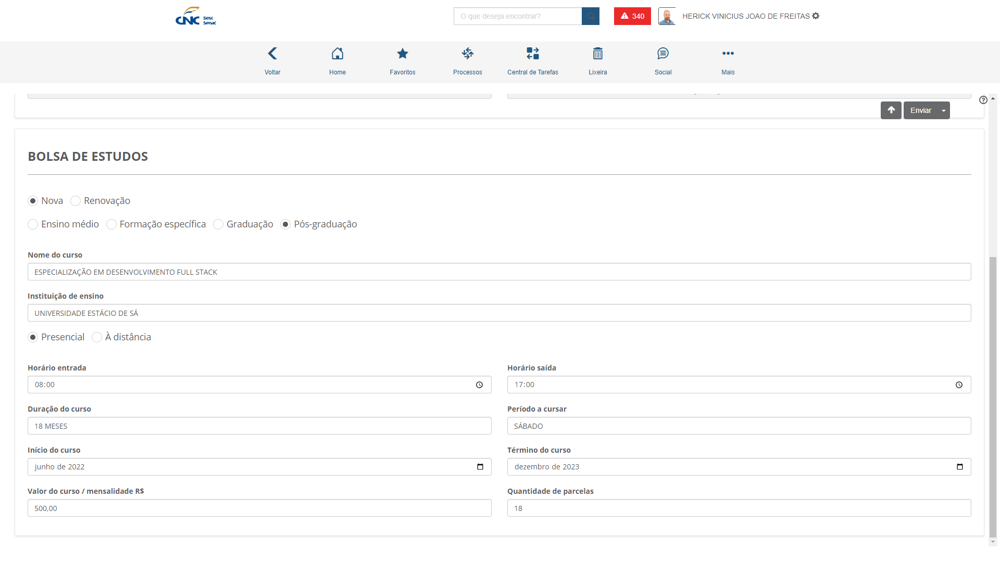 CNC Sesc Senac
O que deseja encontrar?
340
HERICK VINICIUS JOAO DE FREITAS
Voltar
Home
Favoritos
Processos
Central de Tarefas
Lixeira
Social
Mais
Enviar
BOLSA DE ESTUDOS
Nova Renovação
Ensino médio Formação específica Graduação Pós-graduação
Nome do curso
ESPECIALIZAÇÃO EM DESENVOLVIMENTO FULL STACK
Instituição de ensino
UNIVERSIDADE ESTÁCIO DE SÁ
Presencial À distância
Horário entrada
08:00
Horário saída
17:00
Duração do curso
18 MESES
Período a cursar
SÁBADO
Início do curso
junho de 2022
Término do curso
dezembro de 2023
Valor do curso / mensalidade R$
500,00
Quantidade de parcelas
18